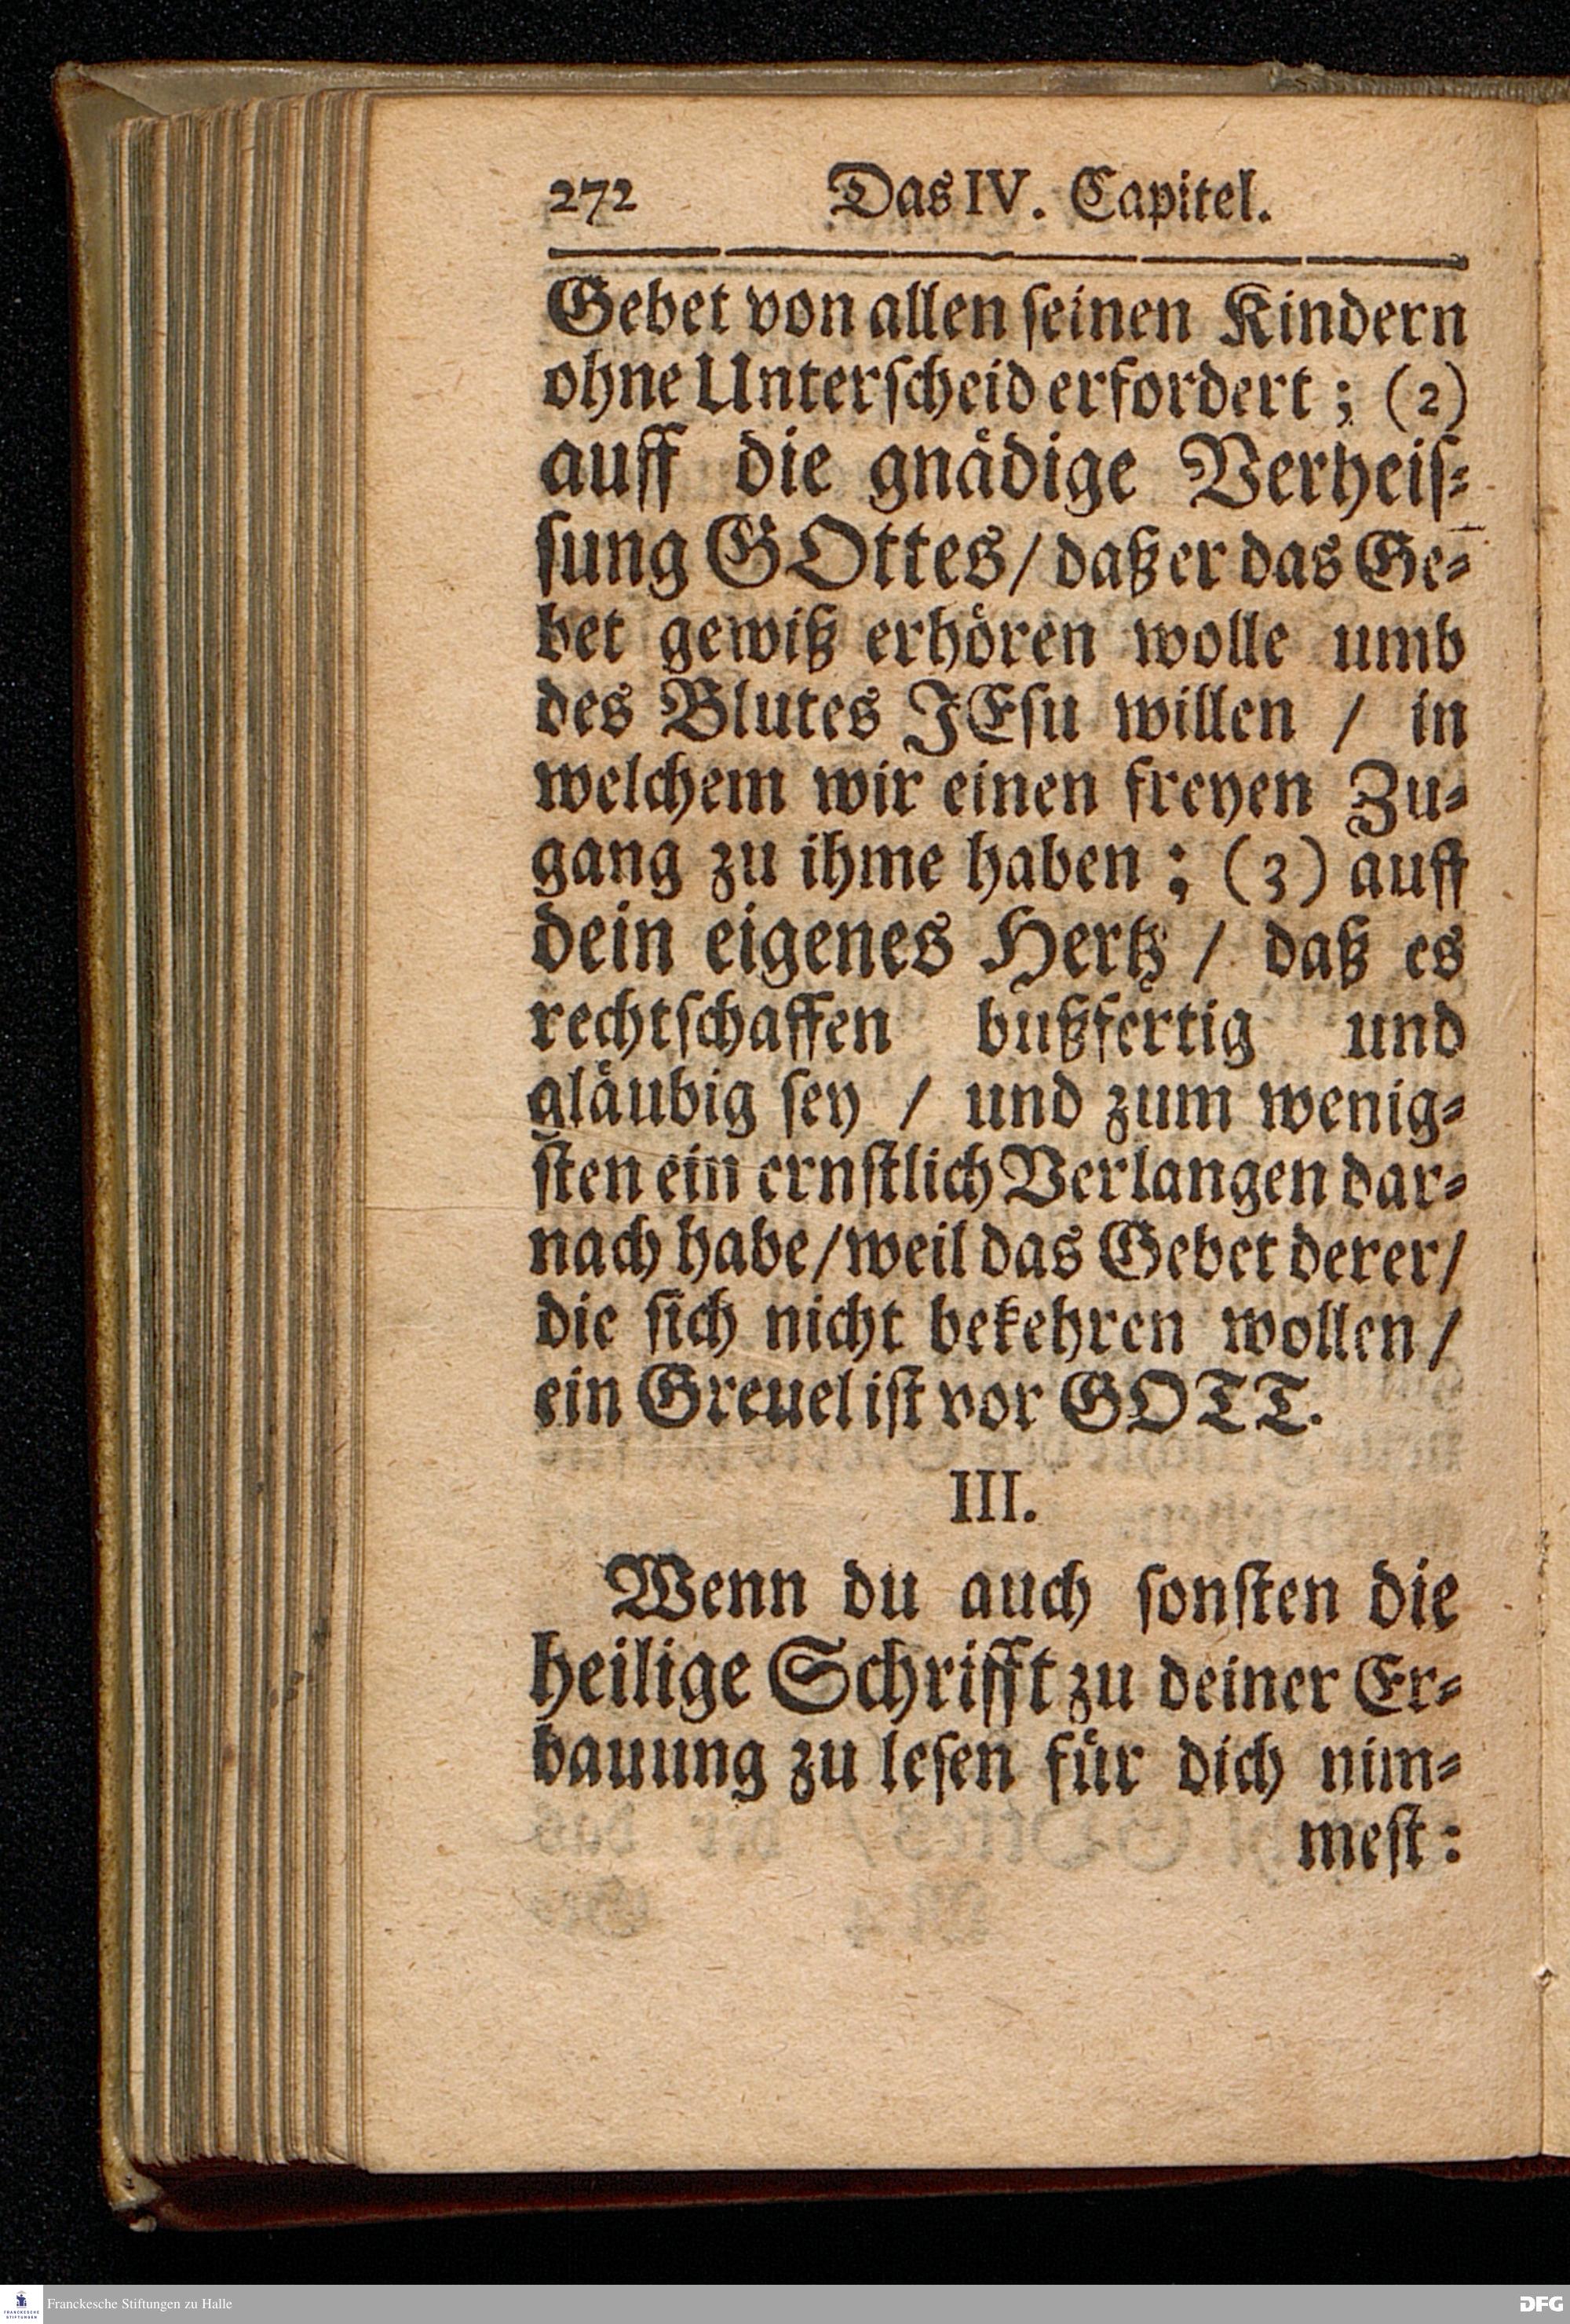 272 Das IV. Capitel.
Gebet von allen seinen Kindern
ohne Unterscheid erfordert; (2)
auff die gnädige Verheis-
sung GOttes / daß er das Ge-
bet gewiß erhören wolle umb
des Blutes JEsu willen / in
welchem wir einen freyen Zu-
gang zu ihme haben; (3) auff
dein eigenes Hertz / daß es
rechtschaffen bußfertig und
gläubig sey / und zum wenig-
sten ein ernstlich Verlangen dar-
nach habe / weil das Gebet derer /
die sich nicht bekehren wollen /
ein Greuel ist vor GOTT.
III.
Wenn du auch sonsten die
heilige Schrifft zu deiner Er-
bauung zu lesen für dich nim-
mest:
FRANCKESCHE STIFTUNGEN
Franckesche Stiftungen zu Halle
DFG